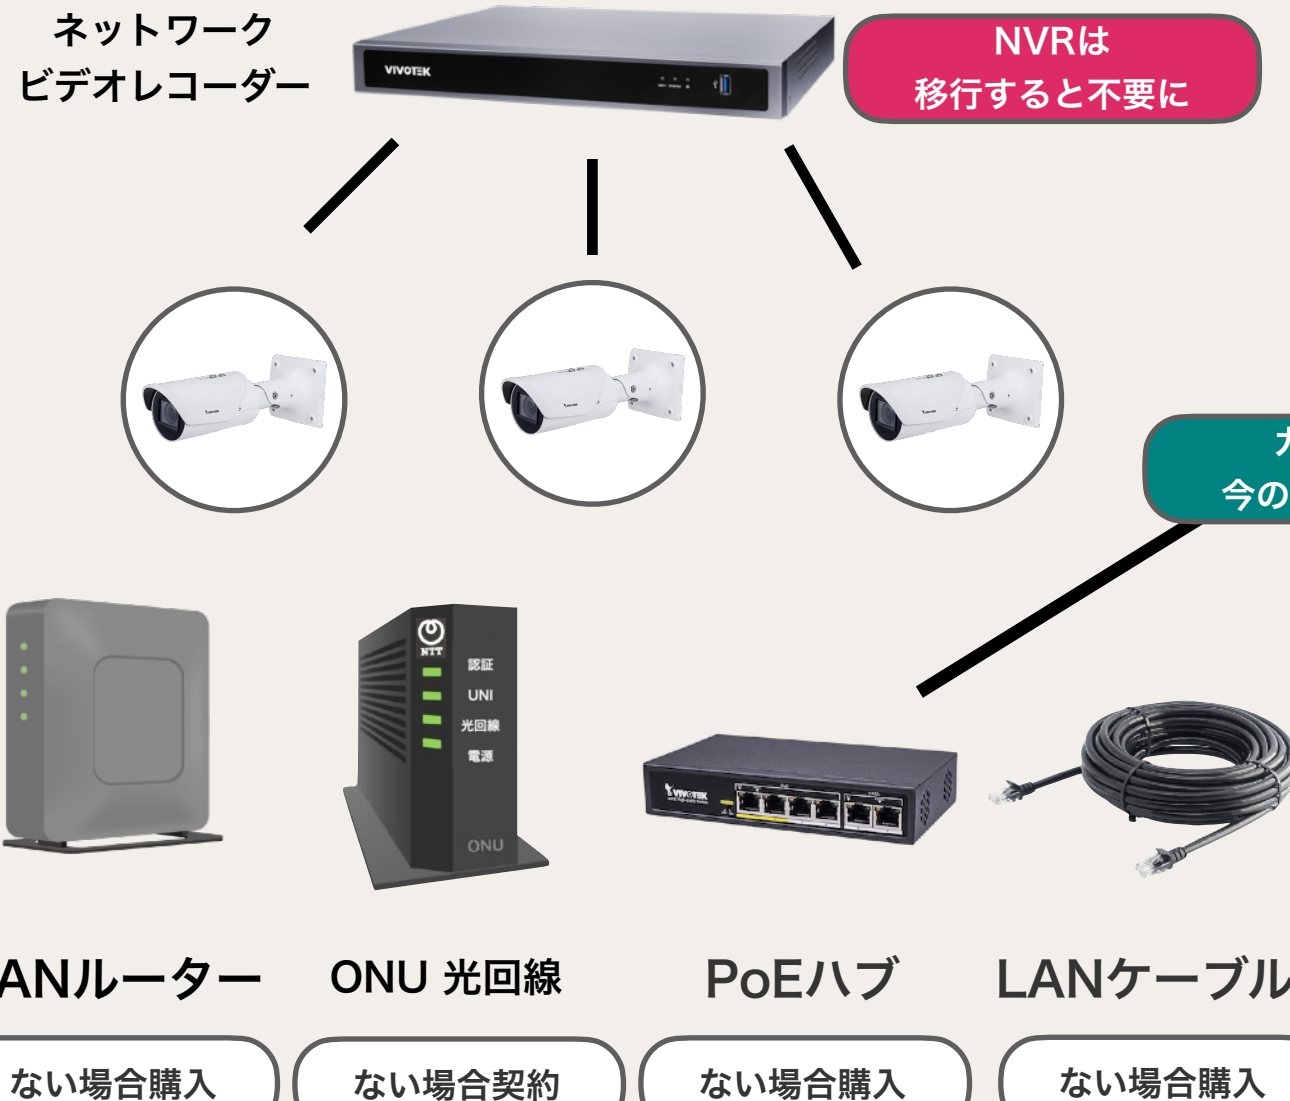 ネットワーク
ビデオレコーダー
VIVOTEK
NVRは
移行すると不要に
今の
NTT
認証
UNI
光回線
電源
ONU
VIVOTEK
ANルーター
ONU 光回線
PoEハブ
LANケーブル
ない場合購入
ない場合契約
ない場合購入
ない場合購入